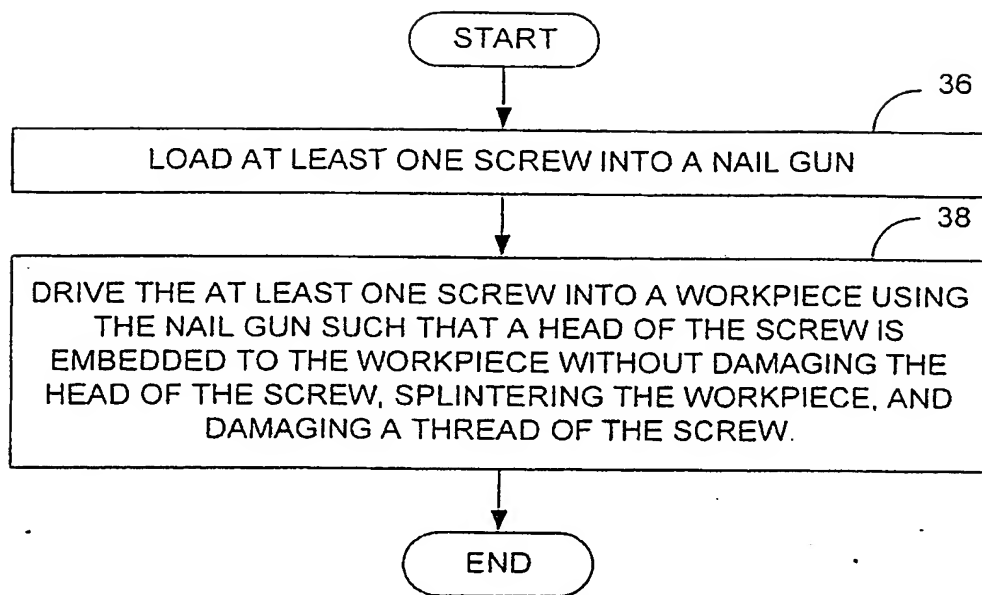 START
36
LOAD AT LEAST ONE SCREW INTO A NAIL GUN
38
DRIVE THE AT LEAST ONE SCREW INTO A WORKPIECE USING
THE NAIL GUN SUCH THAT A HEAD OF THE SCREW IS
EMBEDDED TO THE WORKPIECE WITHOUT DAMAGING THE
HEAD OF THE SCREW, SPLINTERING THE WORKPIECE, AND
DAMAGING A THREAD OF THE SCREW.
END